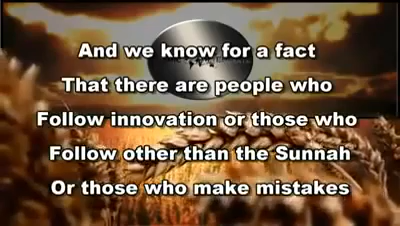 And we know for a fact
That there are people who
Follow innovation or those who
Follow other than the Sunnah
Or those who make mistakes